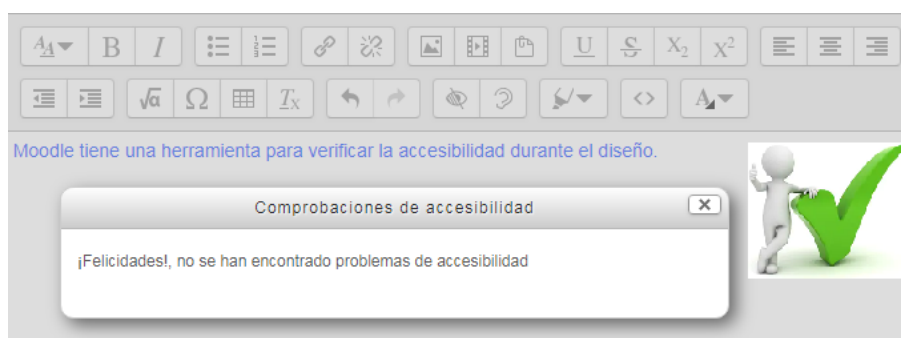 Moodle tiene una herramienta para verificar la accesibilidad durante el diseño.
Comprobaciones de accesibilidad
¡Felicidades!, no se han encontrado problemas de accesibilidad